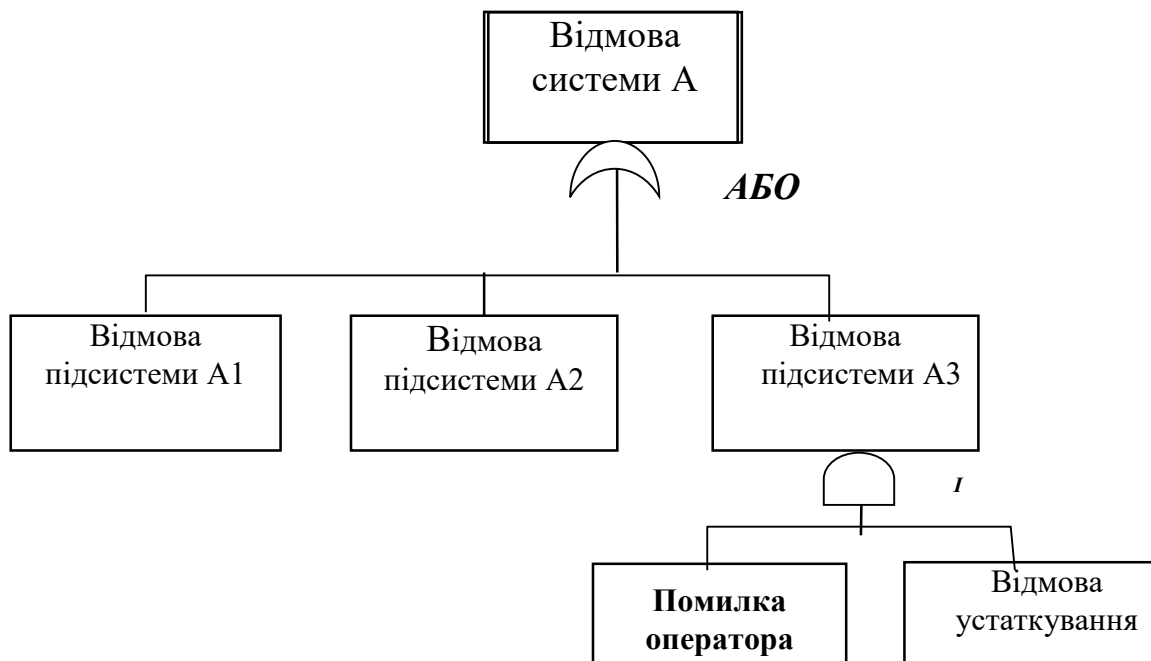 Відмова
системи А
АБО
Відмова
підсистеми А1
Відмова
підсистеми А2
Відмова
підсистеми А3
І
Помилка
оператора
Відмова
устаткування